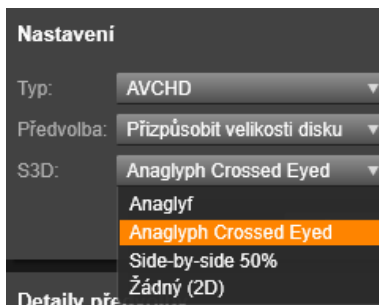 Nastavení
Typ: AVCHD
Předvolba: Přizpůsobit velikosti disku
S3D: Anaglyph Crossed Eyed
Anaglyf
Anaglyph Crossed Eyed
Side-by-side 50%
Žádný (2D)
Detaily